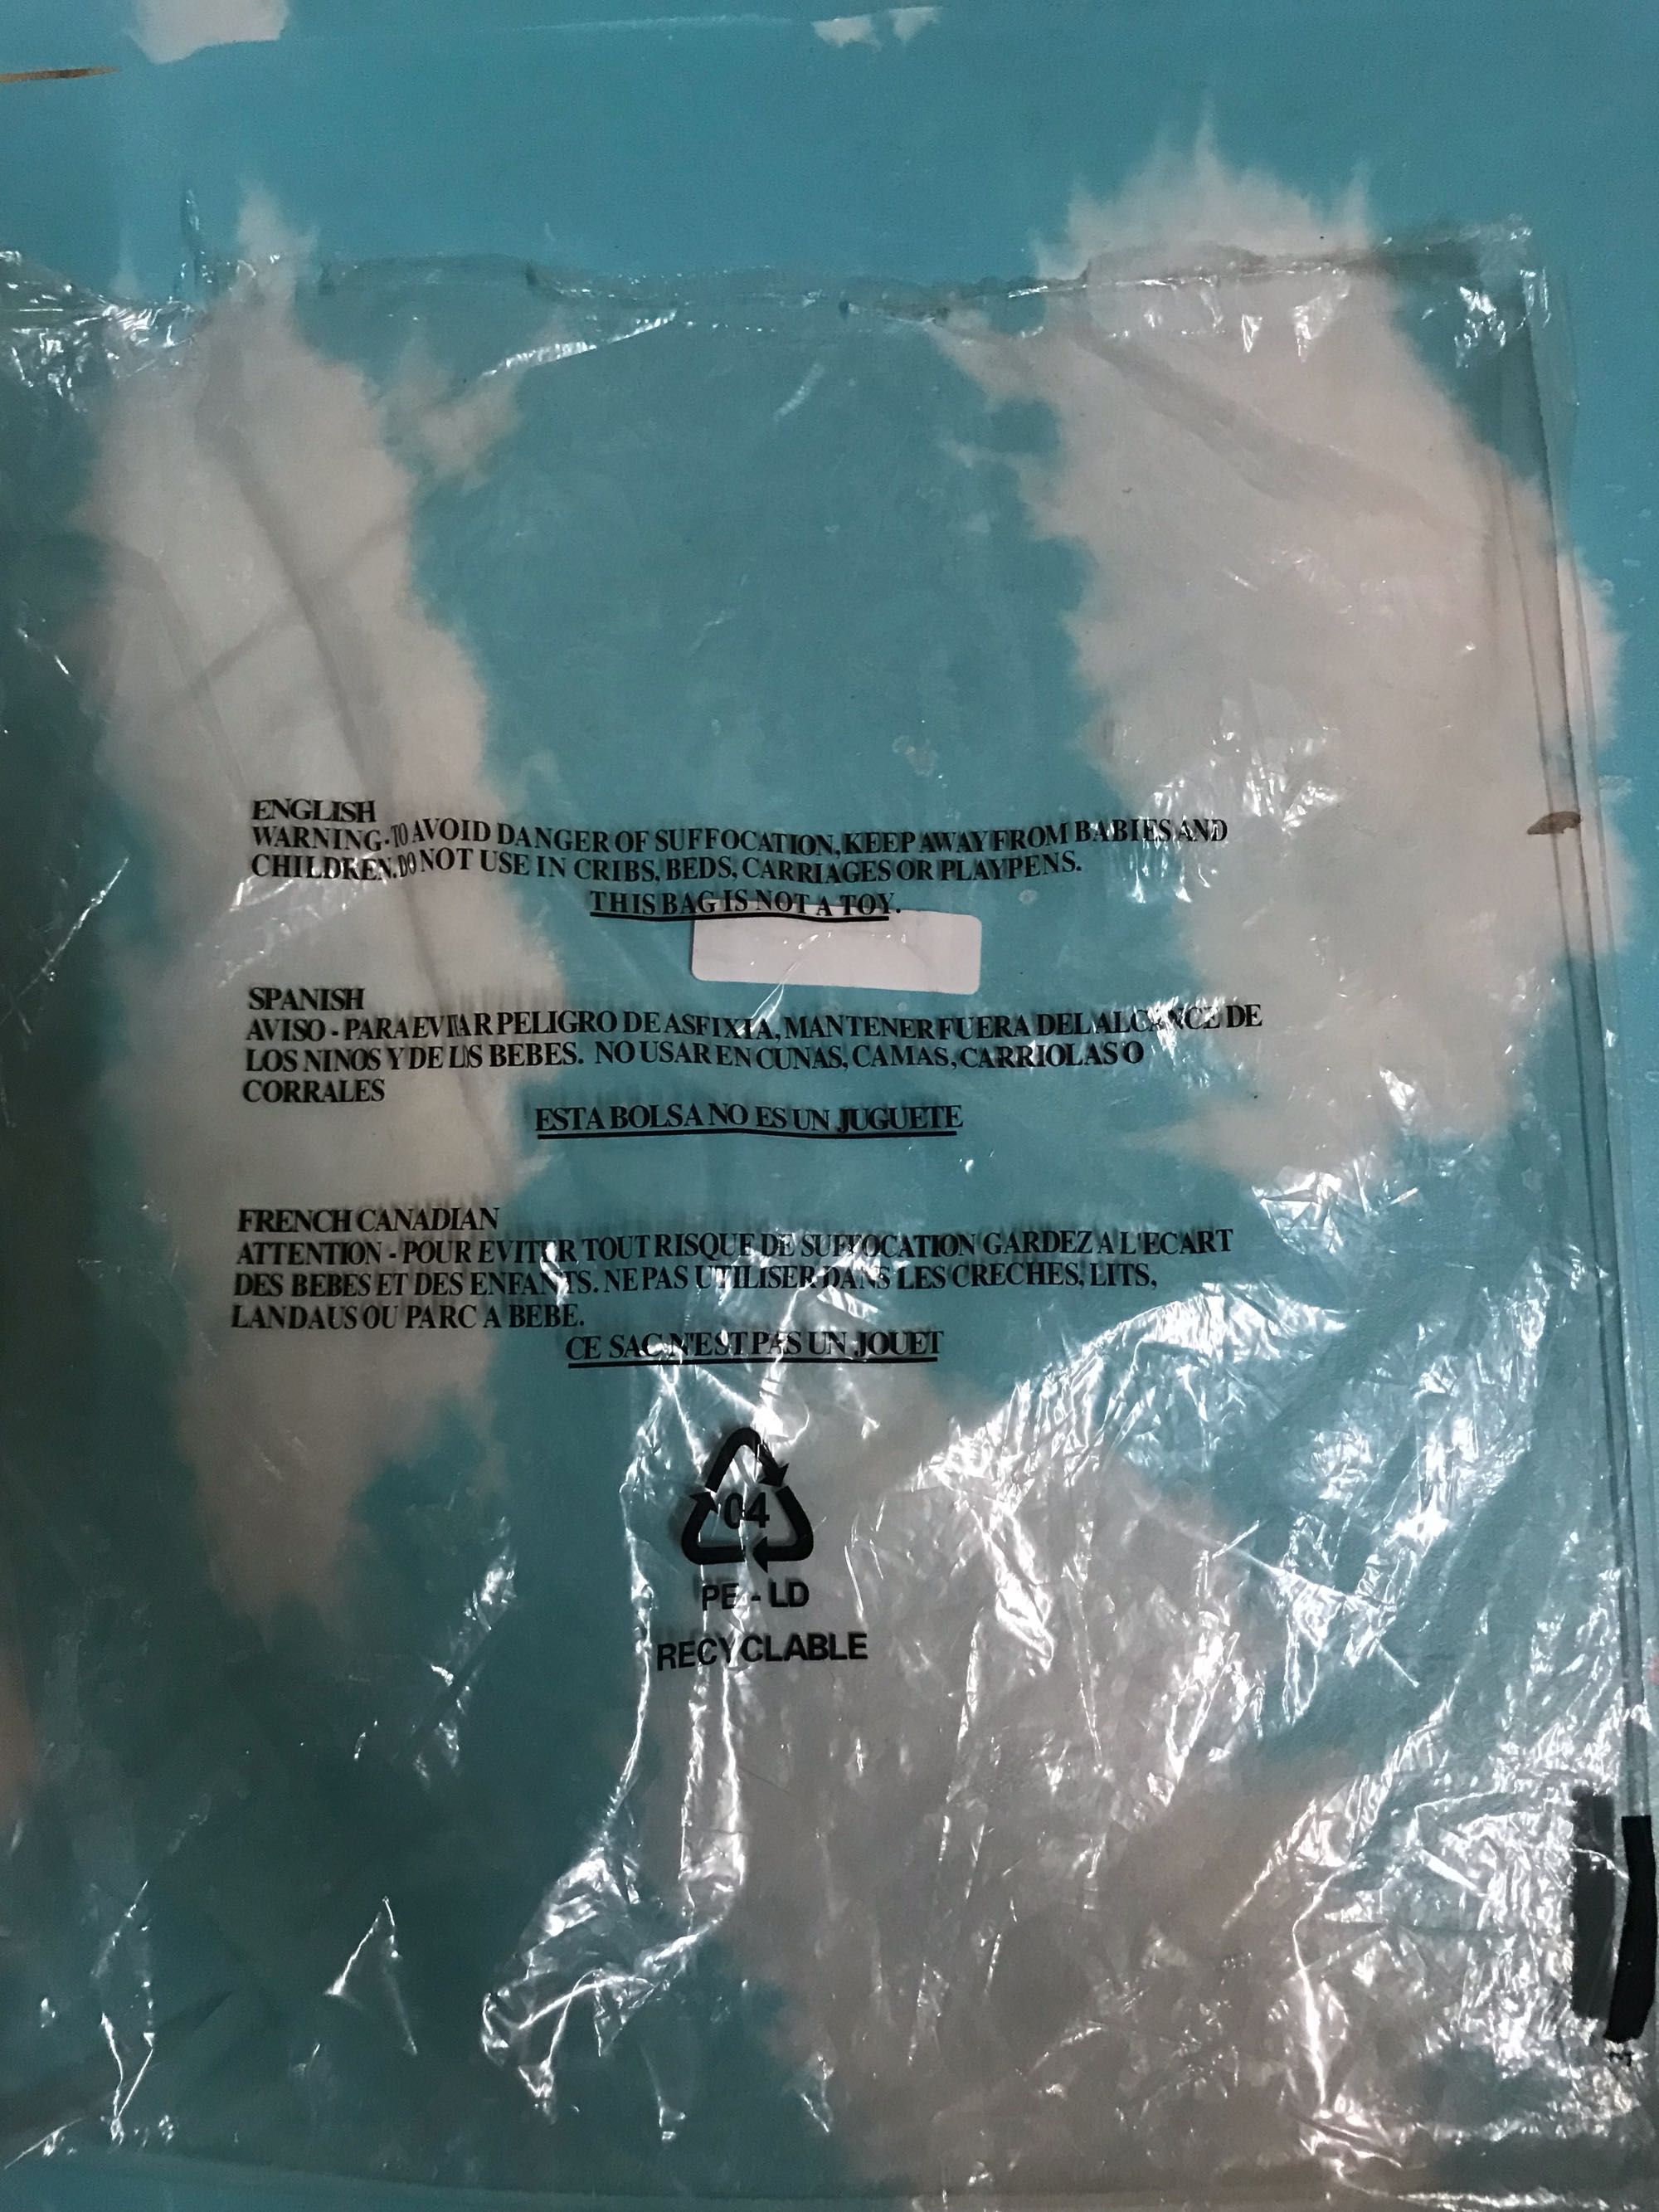 ENGLISH
WARNING-TO AVOID DANGER OF SUFFOCATION, KEEP AWAY FROM BABIES AND
CHILDREN. DO NOT USE IN CRIBS, BEDS, CARRIAGES OR PLAYPENS.
THIS BAG IS NOT A TOY.
SPANISH
AVISO - PARA EVITAR PELIGRO DE ASFIXIA, MANTENER FUERA DEL ALCANCE DE
LOS NINOS Y DE LOS BEBES. NO USAR EN CUNAS, CAMAS, CARRIOLAS O
CORRALES
ESTA BOLSA NO ES UN JUGUETE
FRENCH CANADIAN
ATTENTION - POUR EVITER TOUT RISQUE DE SUFFOCATION GARDEZ A L'ECART
DES BEBES ET DES ENFANTS. NE PAS UTILISER DANS LES CRECHES, LITS,
LANDAUS OU PARC A BEBE.
CE SAC N'EST PAS UN JOUET
04
PE - LD
RECYCLABLE